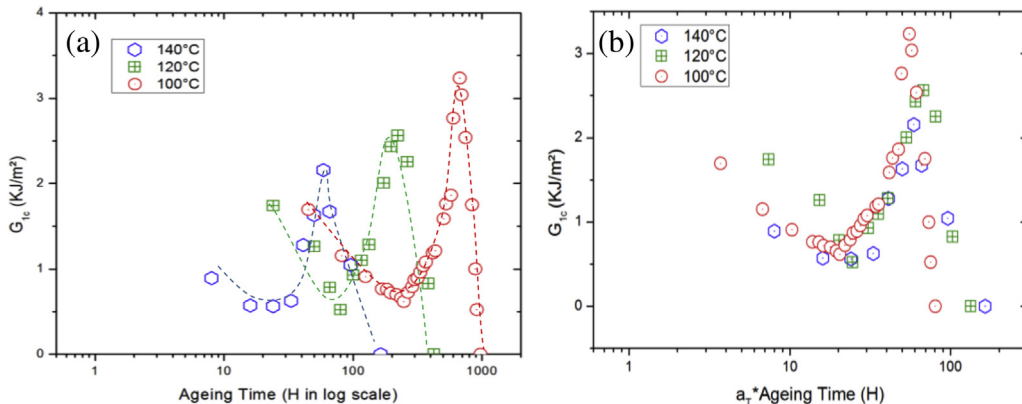 (a)
140°C
120°C
100°C
G1c (KJ/m²)
4
3
2
1
0
1
10
100
1000
Ageing Time (H in log scale)
(b)
140°C
120°C
100°C
G1c (KJ/m²)
3
2
1
0
1
10
100
aT*Ageing Time (H)